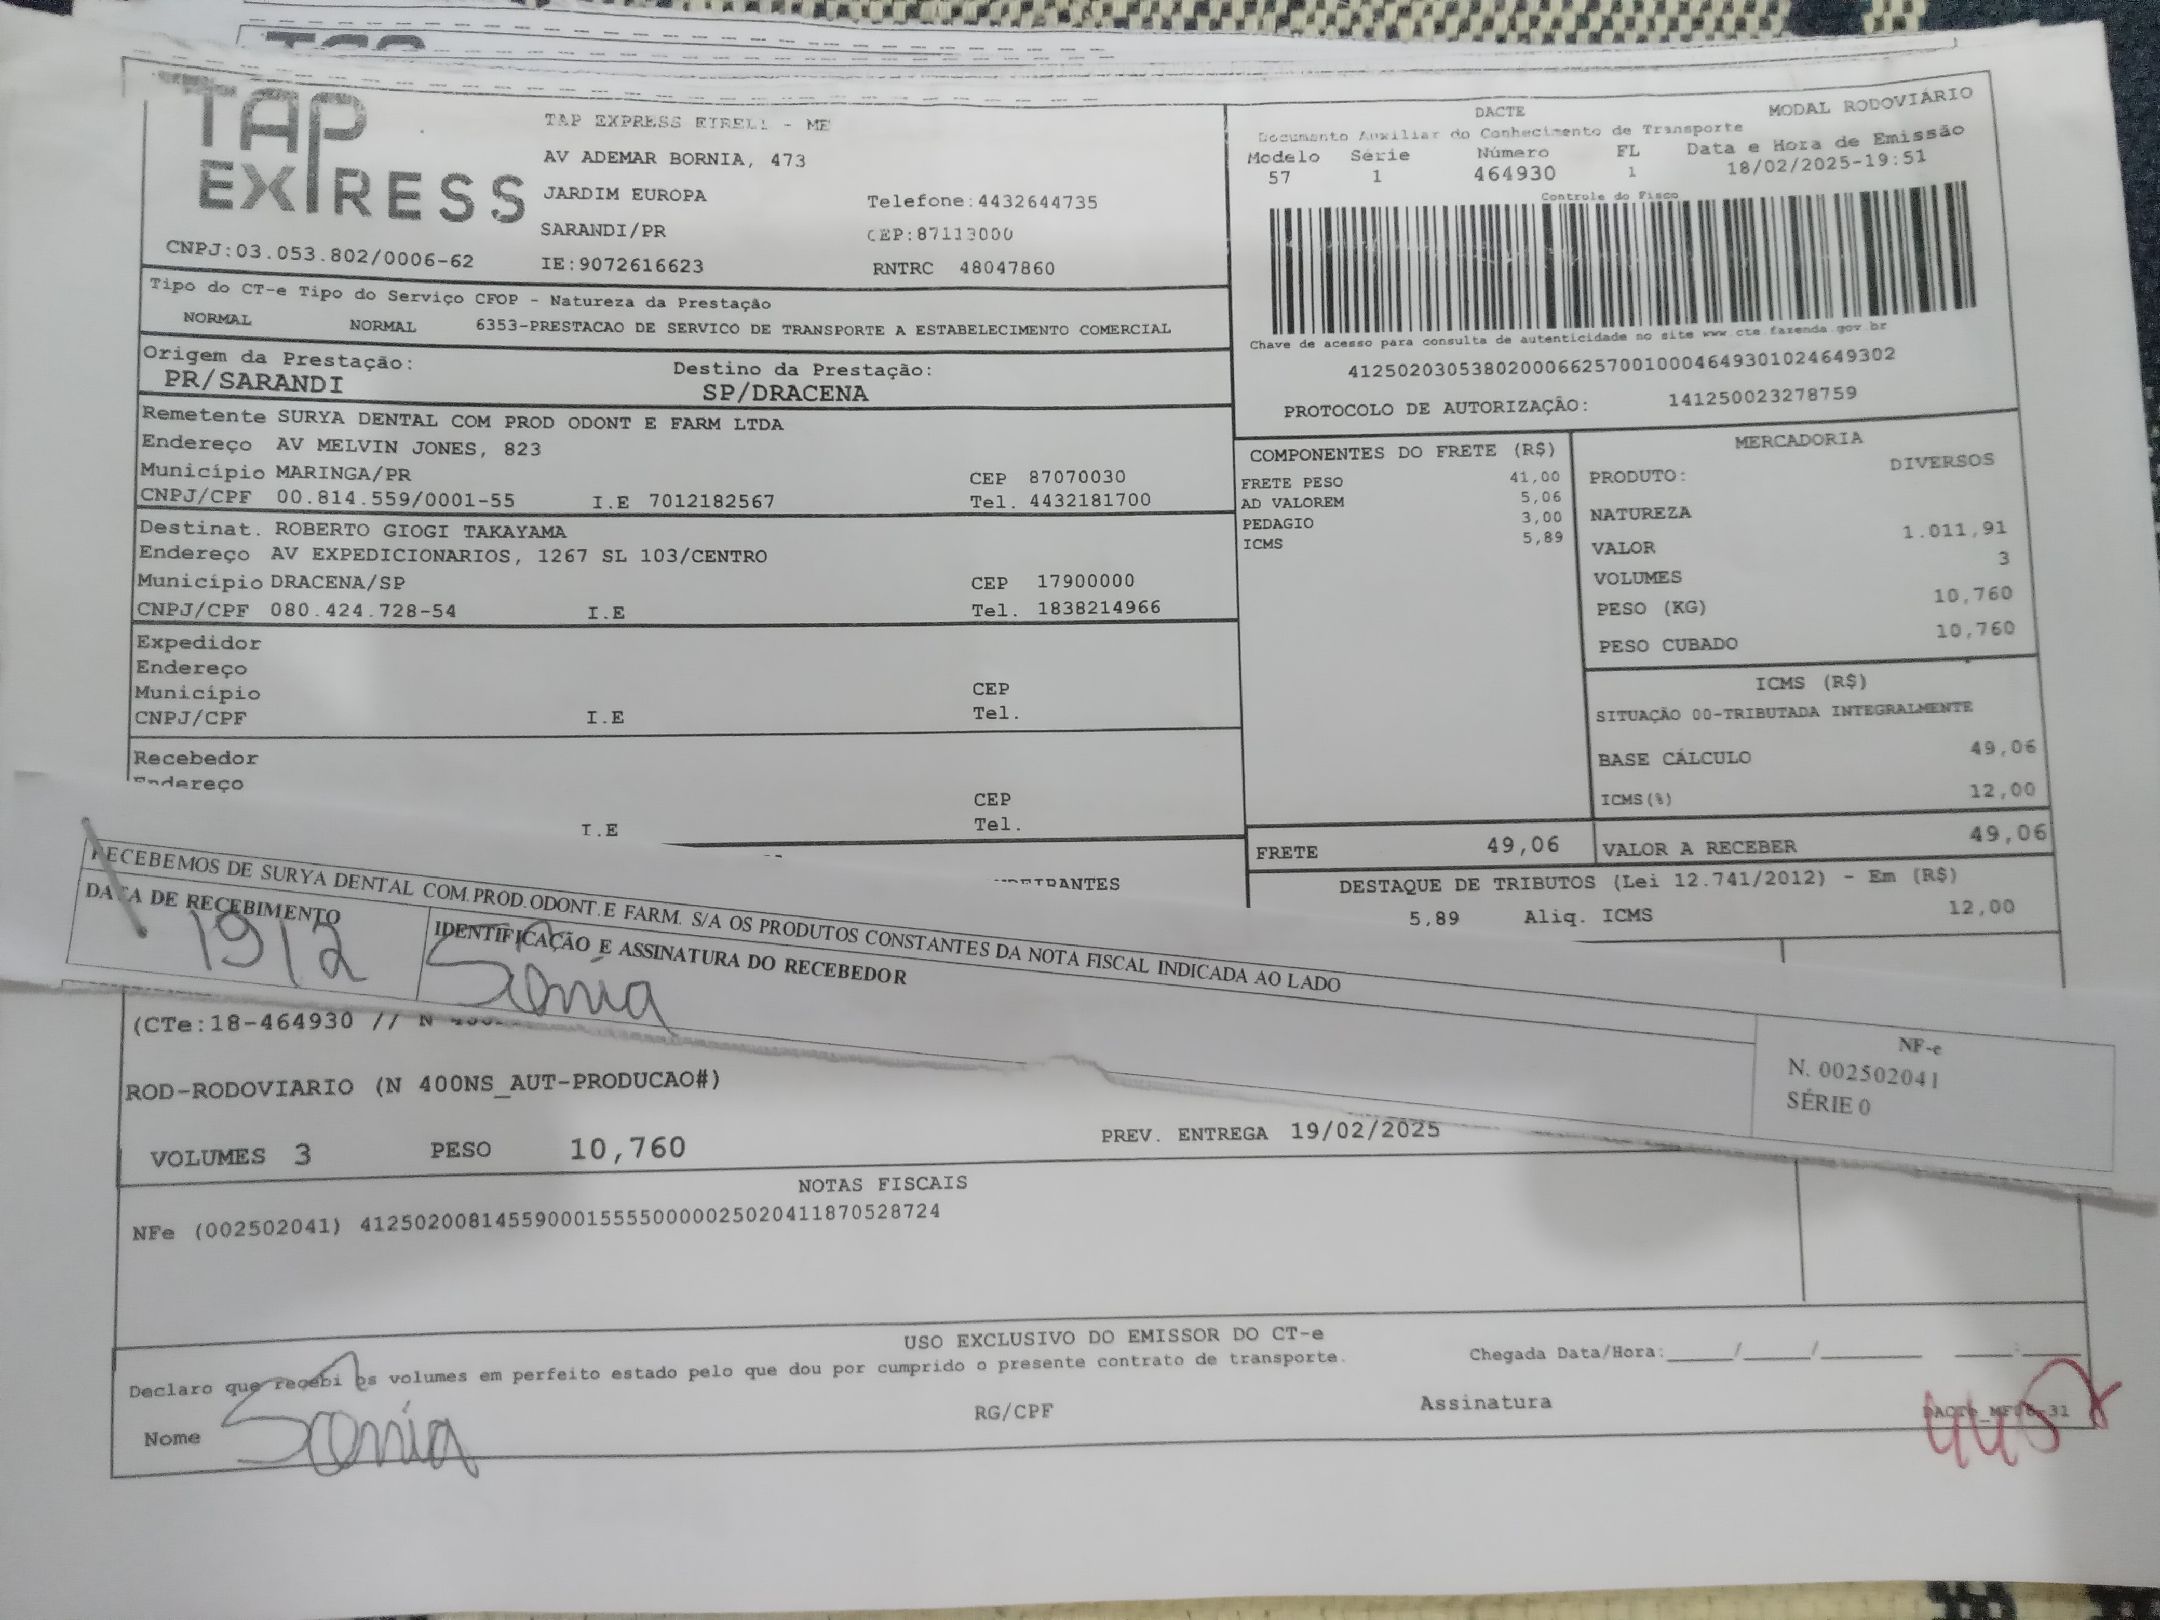 TAP
EXPRESS
TAP EXPRESS EIRELI - ME
AV ADEMAR BORNIA, 473
JARDIM EUROPA
Telefone:4432644735
SARANDI/PR
CEP:87113000
CNPJ:03.053.802/0006-62
IE:9072616623
RNTRC 48047860
DACTE
MODAL RODOVIÁRIO
Documento Auxiliar do Conhecimento de Transporte
Modelo Série Número FL Data e Hora de Emissão
57 1 464930 1 18/02/2025-19:51
Controle do Fisco
Chave de acesso para consulta de autenticidade no site www.cte.fazenda.gov.br
41250203053802000662570010004649301024649302
PROTOCOLO DE AUTORIZAÇÃO: 141250023278759
Tipo do CT-e Tipo do Serviço CFOP - Natureza da Prestação
NORMAL NORMAL 6353-PRESTACAO DE SERVICO DE TRANSPORTE A ESTABELECIMENTO COMERCIAL
Origem da Prestação: Destino da Prestação:
PR/SARANDI SP/DRACENA
Remetente SURYA DENTAL COM PROD ODONT E FARM LTDA
Endereço AV MELVIN JONES, 823
Município MARINGA/PR CEP 87070030
CNPJ/CPF 00.814.559/0001-55 I.E 7012182567 Tel. 4432181700
Destinat. ROBERTO GIOGI TAKAYAMA
Endereço AV EXPEDICIONARIOS, 1267 SL 103/CENTRO
Município DRACENA/SP CEP 17900000
CNPJ/CPF 080.424.728-54 I.E Tel. 1838214966
Expedidor
Endereço
Município CEP
CNPJ/CPF I.E Tel.
Recebedor
Endereço
CEP
I.E Tel.
COMPONENTES DO FRETE (R$)
FRETE PESO 41,00
AD VALOREM 5,06
PEDAGIO 3,00
ICMS 5,89
MERCADORIA
PRODUTO: DIVERSOS
NATUREZA
VALOR 1.011,91
VOLUMES 3
PESO (KG) 10,760
PESO CUBADO 10,760
ICMS (R$)
SITUAÇÃO 00-TRIBUTADA INTEGRALMENTE
BASE CÁLCULO 49,06
ICMS(%) 12,00
FRETE 49,06 VALOR A RECEBER 49,06
DESTAQUE DE TRIBUTOS (Lei 12.741/2012) - Em (R$)
5,89 Aliq. ICMS 12,00
RECEBEMOS DE SURYA DENTAL COM.PROD.ODONT.E FARM. S/A OS PRODUTOS CONSTANTES DA NOTA FISCAL INDICADA AO LADO
DATA DE RECEBIMENTO
19/2
IDENTIFICAÇÃO E ASSINATURA DO RECEBEDOR
Sonia
NF-e
N. 002502041
SÉRIE 0
(CTe:18-464930 // N
ROD-RODOVIARIO (N 400NS_AUT-PRODUCAO#)
VOLUMES 3 PESO 10,760 PREV. ENTREGA 19/02/2025
NOTAS FISCAIS
NFe (002502041) 41250200814559000155550000025020411870528724
USO EXCLUSIVO DO EMISSOR DO CT-e
Declaro que recebi os volumes em perfeito estado pelo que dou por cumprido o presente contrato de transporte.
Chegada Data/Hora:____/____/______ ____:____
Nome Sonia RG/CPF Assinatura